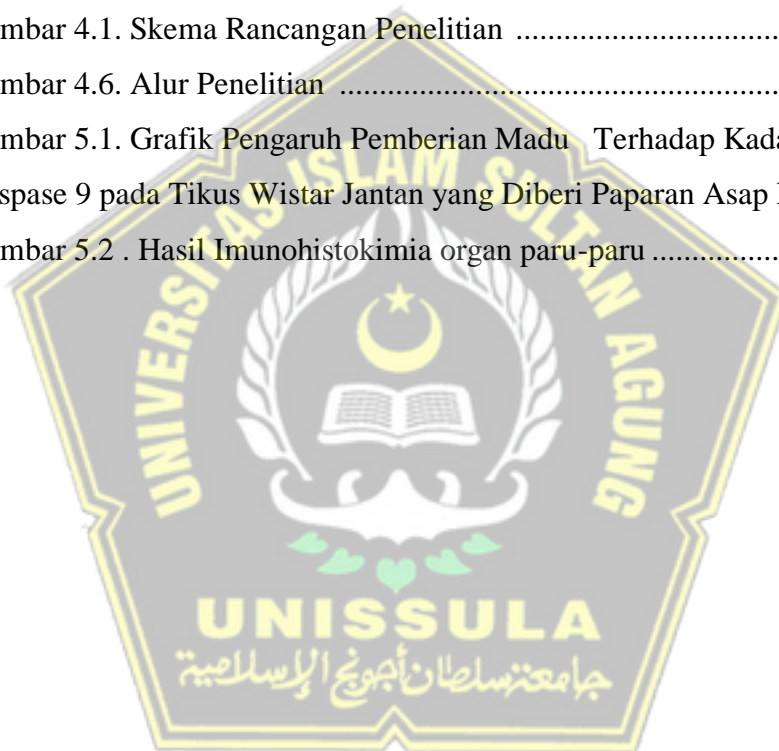 mbar 4.1. Skema Rancangan Penelitian ...................................
mbar 4.6. Alur Penelitian ..........................................................
mbar 5.1. Grafik Pengaruh Pemberian Madu Terhadap Kada
spase 9 pada Tikus Wistar Jantan yang Diberi Paparan Asap
mbar 5.2 . Hasil Imunohistokimia organ paru-paru .................
UNIVERSITAS ISLAM SULTAN AGUNG
UNISSULA
جامعتسلطان أجونج الإسلامية